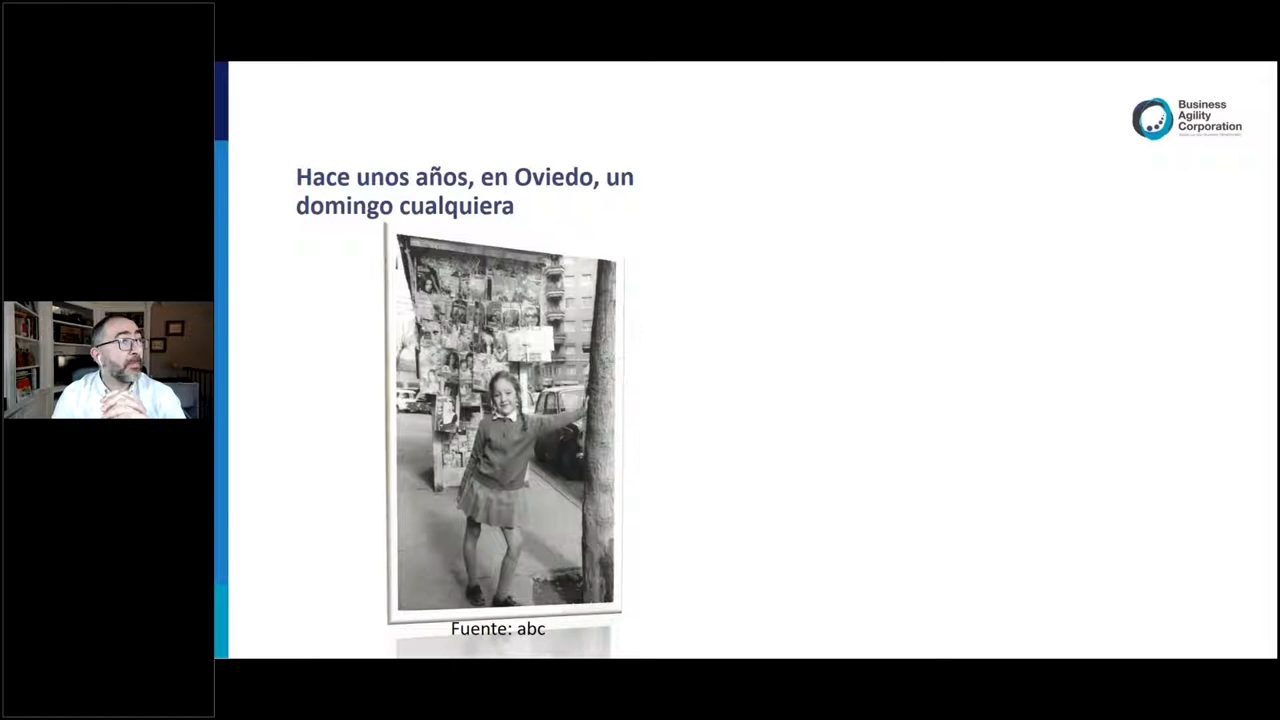 Business
Agility
Corporation
Hace unos años, en Oviedo, un
domingo cualquiera
Fuente: abc